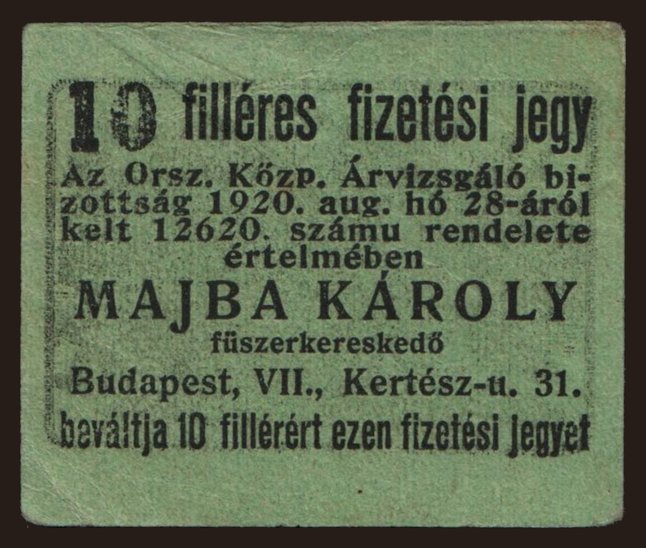 10 filléres fizetési jegy
Az Orsz. Közp. Árvizsgáló bi-
zottság 1920. aug. hó 28-áról
kelt 12620. számu rendelete
értelmében
MAJBA KÁROLY
füszerkereskedő
Budapest, VII., Kertész-u. 31.
beváltja 10 fillérért ezen fizetési jegyet